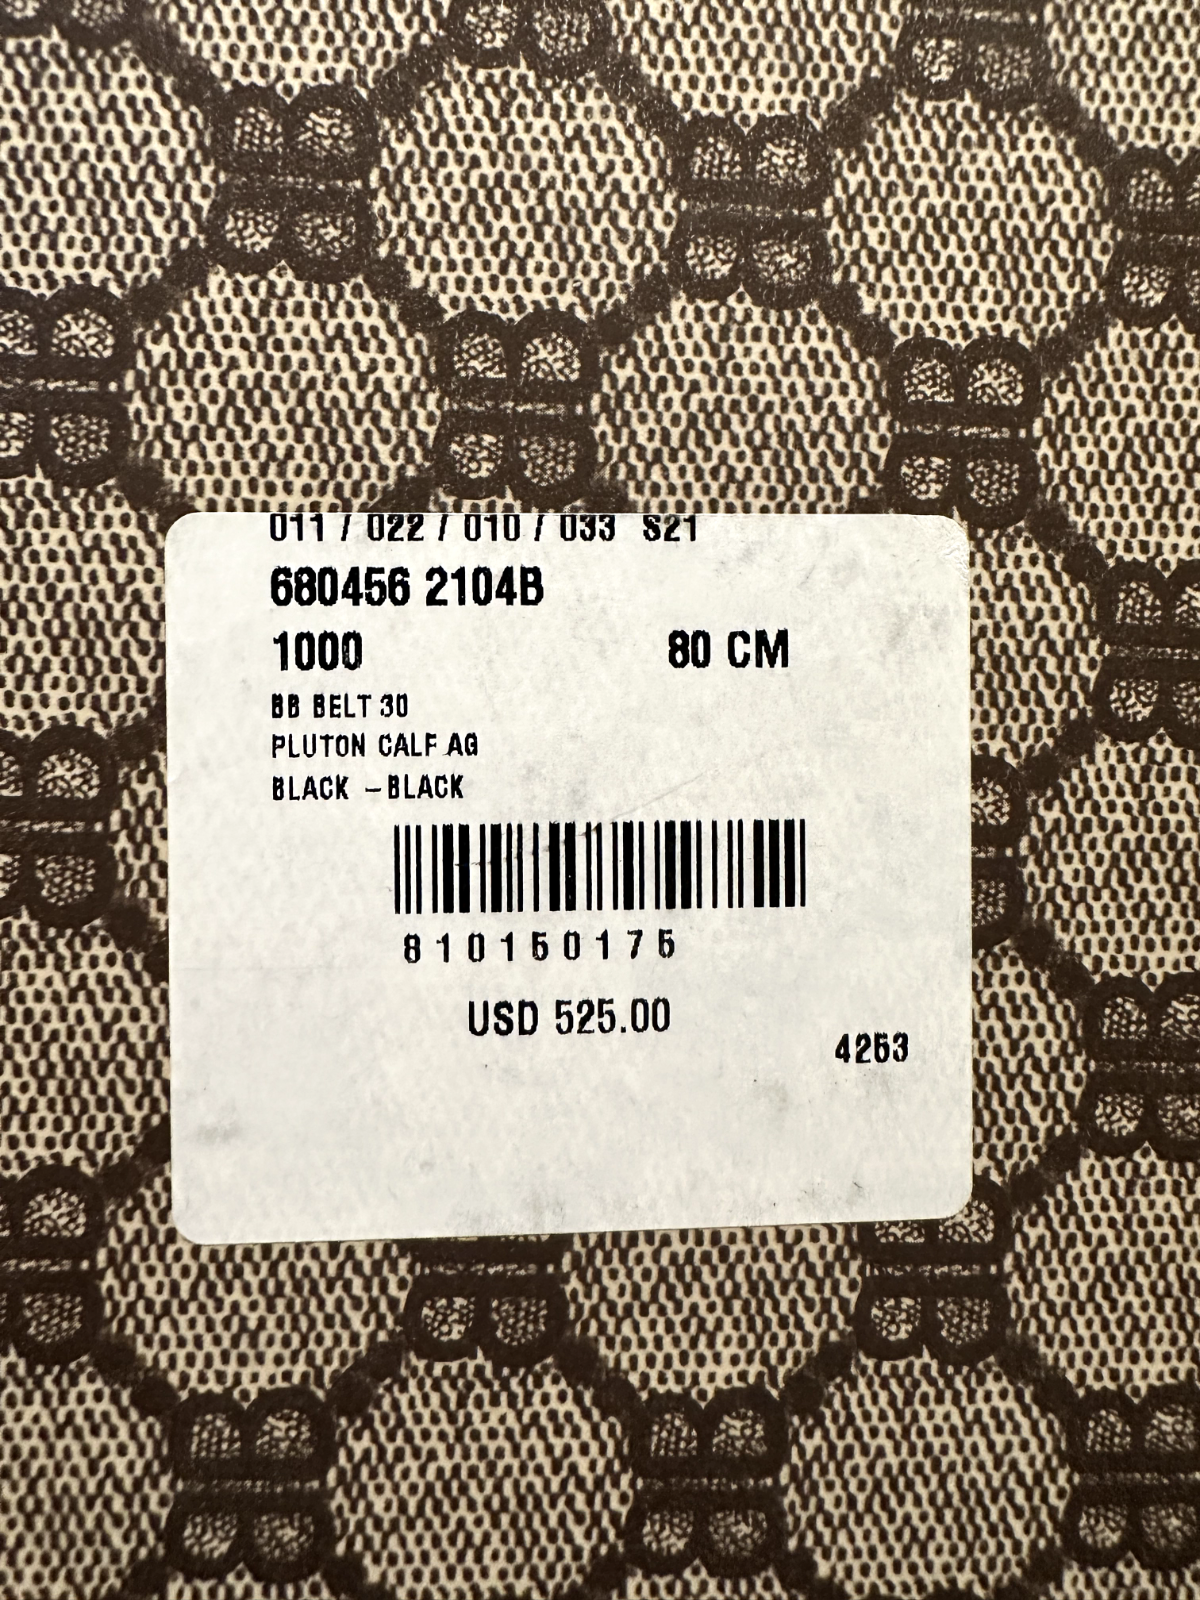 011 / 022 / 010 / 033 S21
680456 2104B
1000 80 CM
BB BELT 30
PLUTON CALF AG
BLACK – BLACK
810150175
USD 525.00
4253